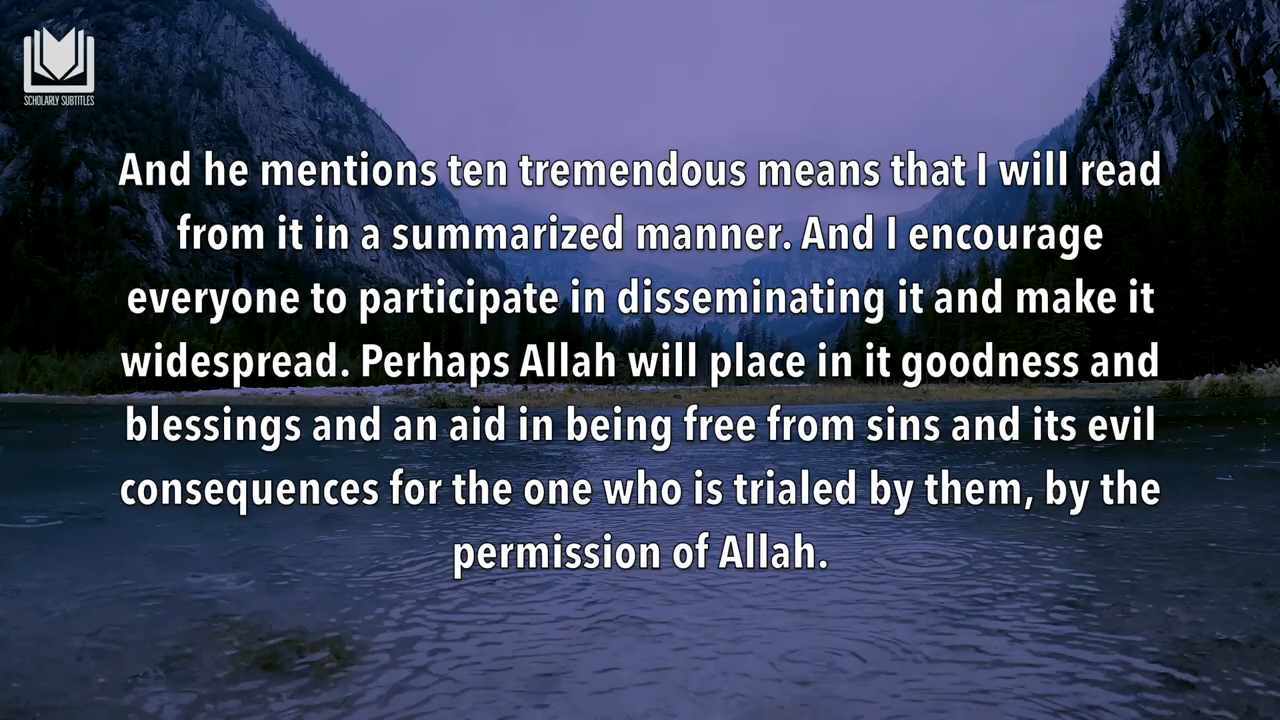 SCHOLARLY SUBTITLES
And he mentions ten tremendous means that I will read
from it in a summarized manner. And I encourage
everyone to participate in disseminating it and make it
widespread. Perhaps Allah will place in it goodness and
blessings and an aid in being free from sins and its evil
consequences for the one who is trialed by them, by the
permission of Allah.